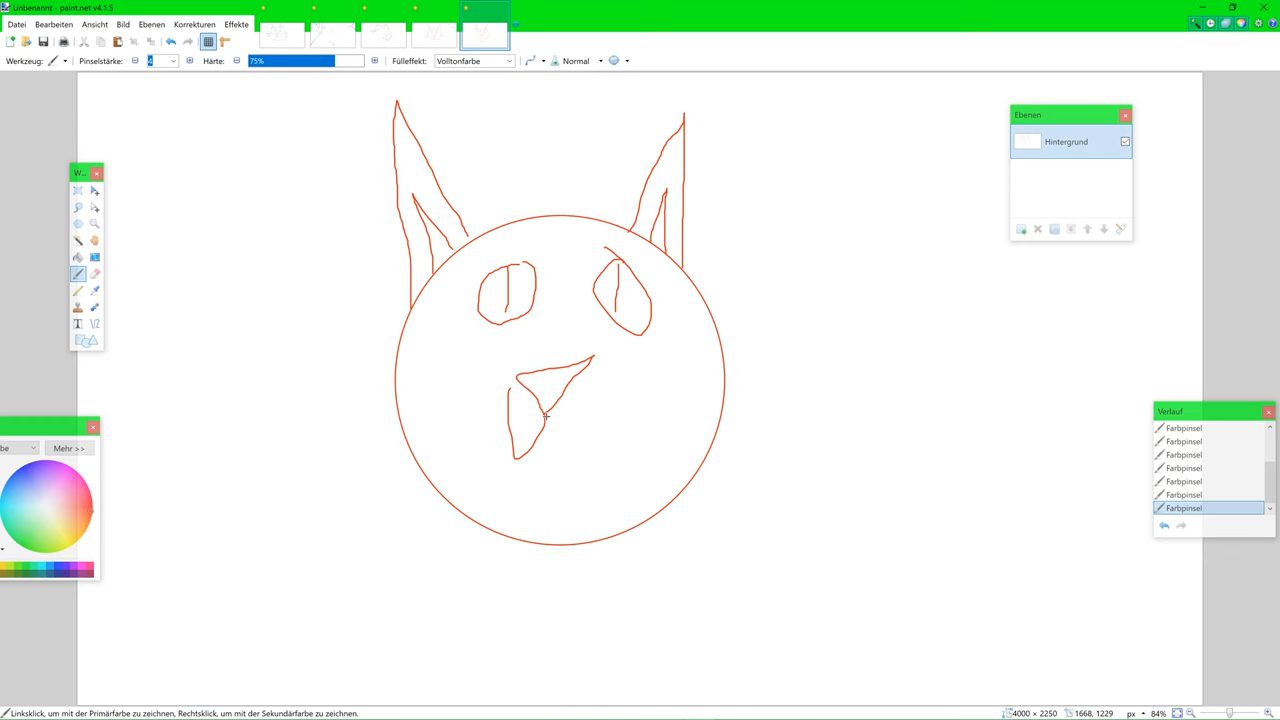 Unbenannt - paint.net v4.1.5
Datei Bearbeiten Ansicht Bild Ebenen Korrekturen Effekte
Werkzeug: Pinselstärke: 4 Härte: 75% Fülleffekt: Volltonfarbe Normal
Ebenen
Hintergrund
W...
be Mehr >>
Verlauf
Farbpinsel
Farbpinsel
Farbpinsel
Farbpinsel
Farbpinsel
Farbpinsel
Farbpinsel
Linksklick, um mit der Primärfarbe zu zeichnen, Rechtsklick, um mit der Sekundärfarbe zu zeichnen. 4000 × 2250 1668, 1229 px 84%